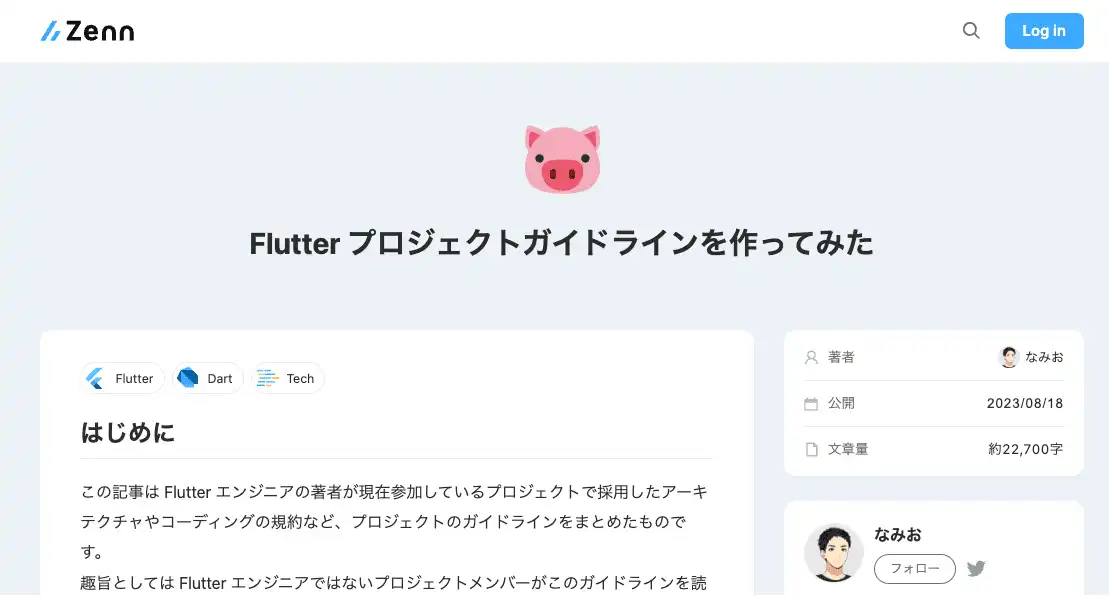 Zenn
Log in
Flutter プロジェクトガイドラインを作ってみた
Flutter
Dart
Tech
はじめに
この記事は Flutter エンジニアの著者が現在参加しているプロジェクトで採用したアーキ
テクチャやコーディングの規約など、プロジェクトのガイドラインをまとめたもので
す。
趣旨としては Flutter エンジニアではないプロジェクトメンバーがこのガイドラインを読
著者
なみお
公開
2023/08/18
文章量
約22,700字
なみお
フォロー